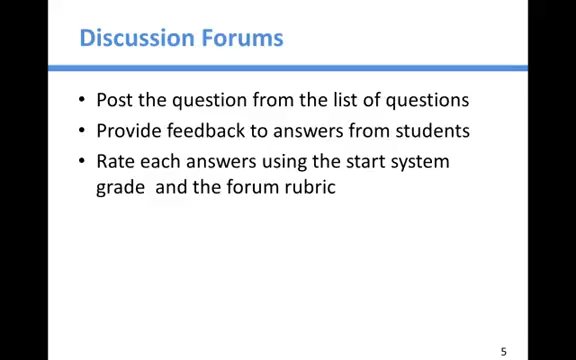 Discussion Forums
• Post the question from the list of questions
• Provide feedback to answers from students
• Rate each answers using the start system
grade  and the forum rubric
5